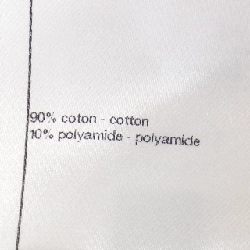 90% coton - cotton
10% polyamide - polyamide